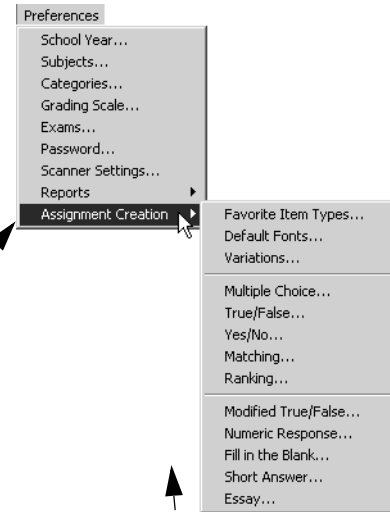 Preferences
School Year...
Subjects...
Categories...
Grading Scale...
Exams...
Password...
Scanner Settings...
Reports
Assignment Creation
Favorite Item Types...
Default Fonts...
Variations...
Multiple Choice...
True/False...
Yes/No...
Matching...
Ranking...
Modified True/False...
Numeric Response...
Fill in the Blank...
Short Answer...
Essay...